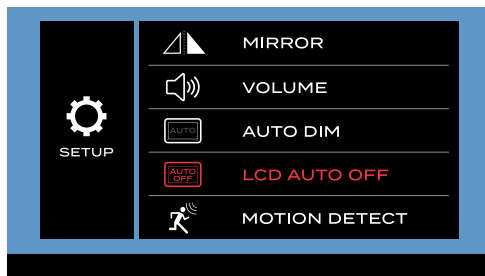 SETUP
MIRROR
VOLUME
AUTO
AUTO DIM
AUTO
OFF
LCD AUTO OFF
MOTION DETECT